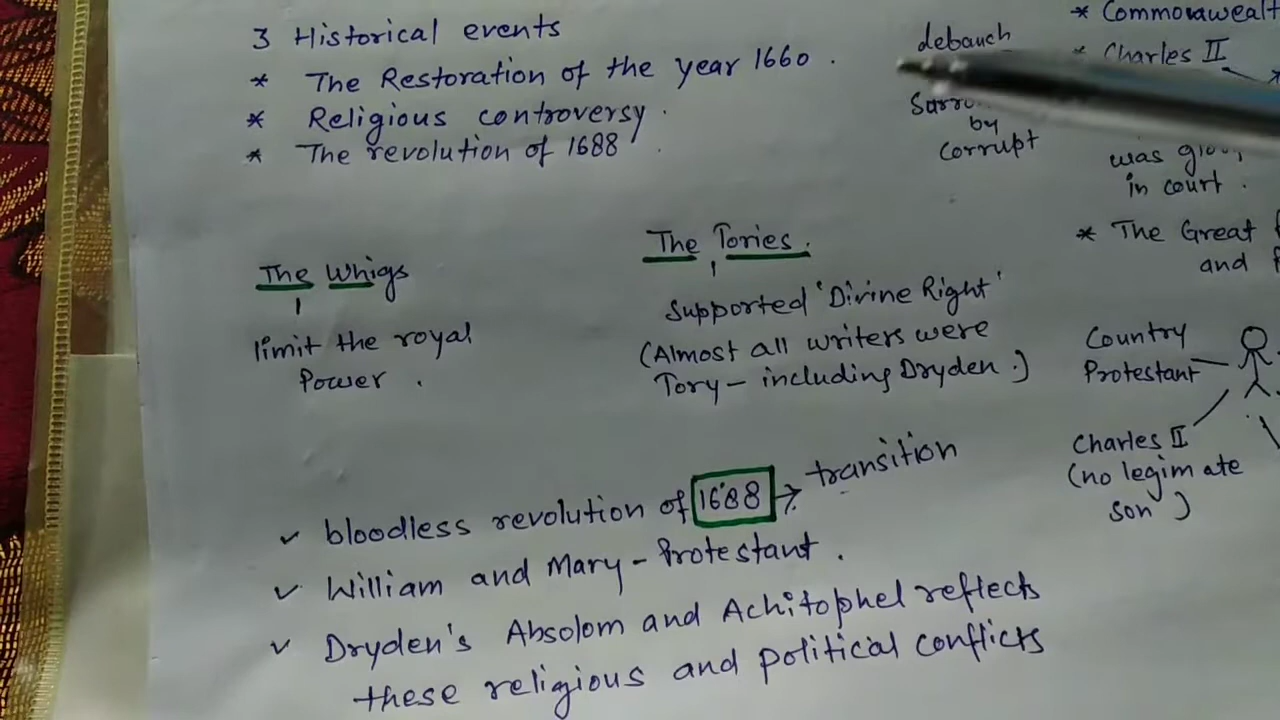 3 Historical events
* The Restoration of the year 1660.
* Religious controversy.
* The revolution of 1688.
The Whigs
limit the royal
Power.
The Tories.
Supported 'Divine Right'
(Almost all writers were
Tory - including Dryden.)
✓ bloodless revolution of 1688 → transition
✓ William and Mary - Protestant.
✓ Dryden's Absolom and Achitophel reflects
these religious and political conflicts
debauch
by
corrupt
* Commonawealt
* Charles II
was
in court.
* The Great
and
Country
Protestant
Charles II
(no legimate
son)